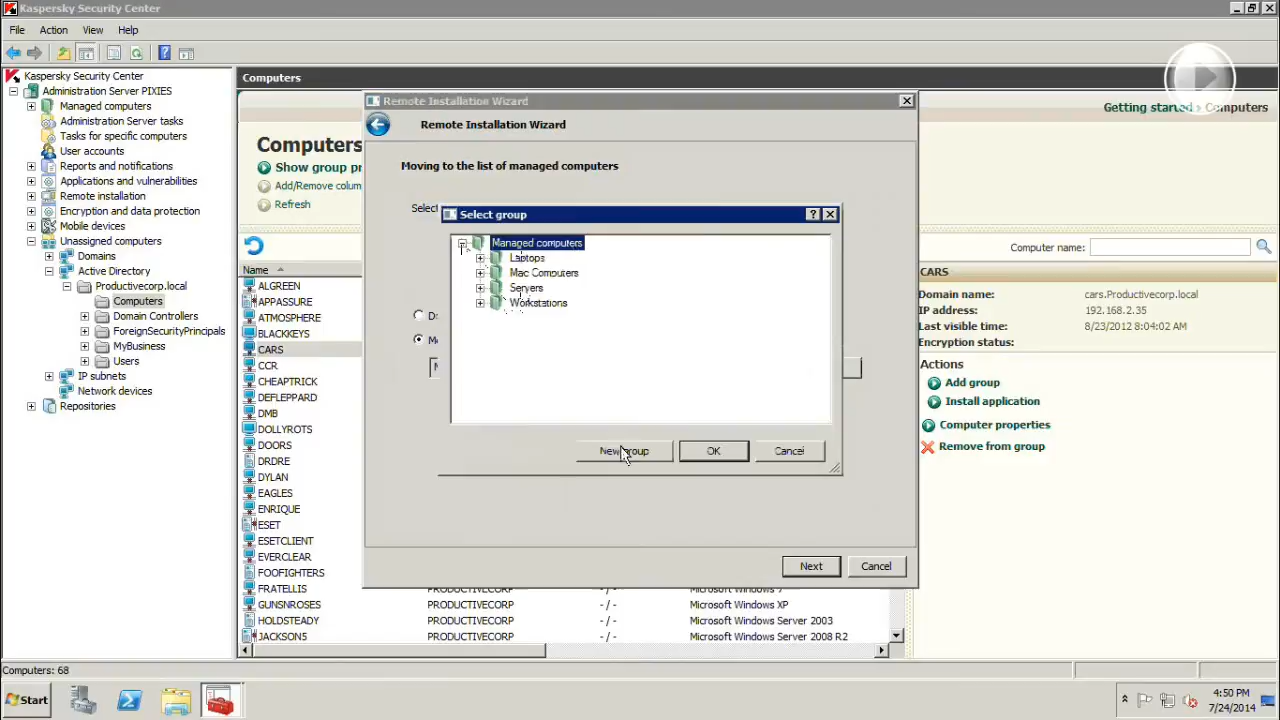 Kaspersky Security Center
File Action View Help
Kaspersky Security Center
Administration Server PIXIES
Managed computers
Administration Server tasks
Tasks for specific computers
User accounts
Reports and notifications
Applications and vulnerabilities
Remote installation
Encryption and data protection
Mobile devices
Unassigned computers
Domains
Active Directory
Productivecorp.local
Computers
Domain Controllers
ForeignSecurityPrincipals
MyBusiness
Users
IP subnets
Network devices
Repositories
Computers
Getting started › Computers
Computers
Show group pr
Add/Remove colum
Refresh
Computer name:
Name
ALGREEN
APPASSURE
ATMOSPHERE
BLACKKEYS
CARS
CCR
CHEAPTRICK
DEFLEPPARD
DMB
DOLLYROTS
DOORS
DRDRE
DYLAN
EAGLES
ENRIQUE
ESET
ESETCLIENT
EVERCLEAR
FOOFIGHTERS
FRATELLIS PRODUCTIVECORP -/- Microsoft Windows 7
GUNSNROSES PRODUCTIVECORP -/- Microsoft Windows XP
HOLDSTEADY PRODUCTIVECORP -/- Microsoft Windows Server 2003
JACKSON5 PRODUCTIVECORP -/- Microsoft Windows Server 2008 R2
Remote Installation Wizard
Remote Installation Wizard
Moving to the list of managed computers
Select
Select group
Managed computers
Laptops
Mac Computers
Servers
Workstations
New group OK Cancel
Next Cancel
CARS
Domain name: cars.Productivecorp.local
IP address: 192.168.2.35
Last visible time: 8/23/2012 8:04:02 AM
Encryption status:
Actions
Add group
Install application
Computer properties
Remove from group
Computers: 68
Start
4:50 PM
7/24/2014